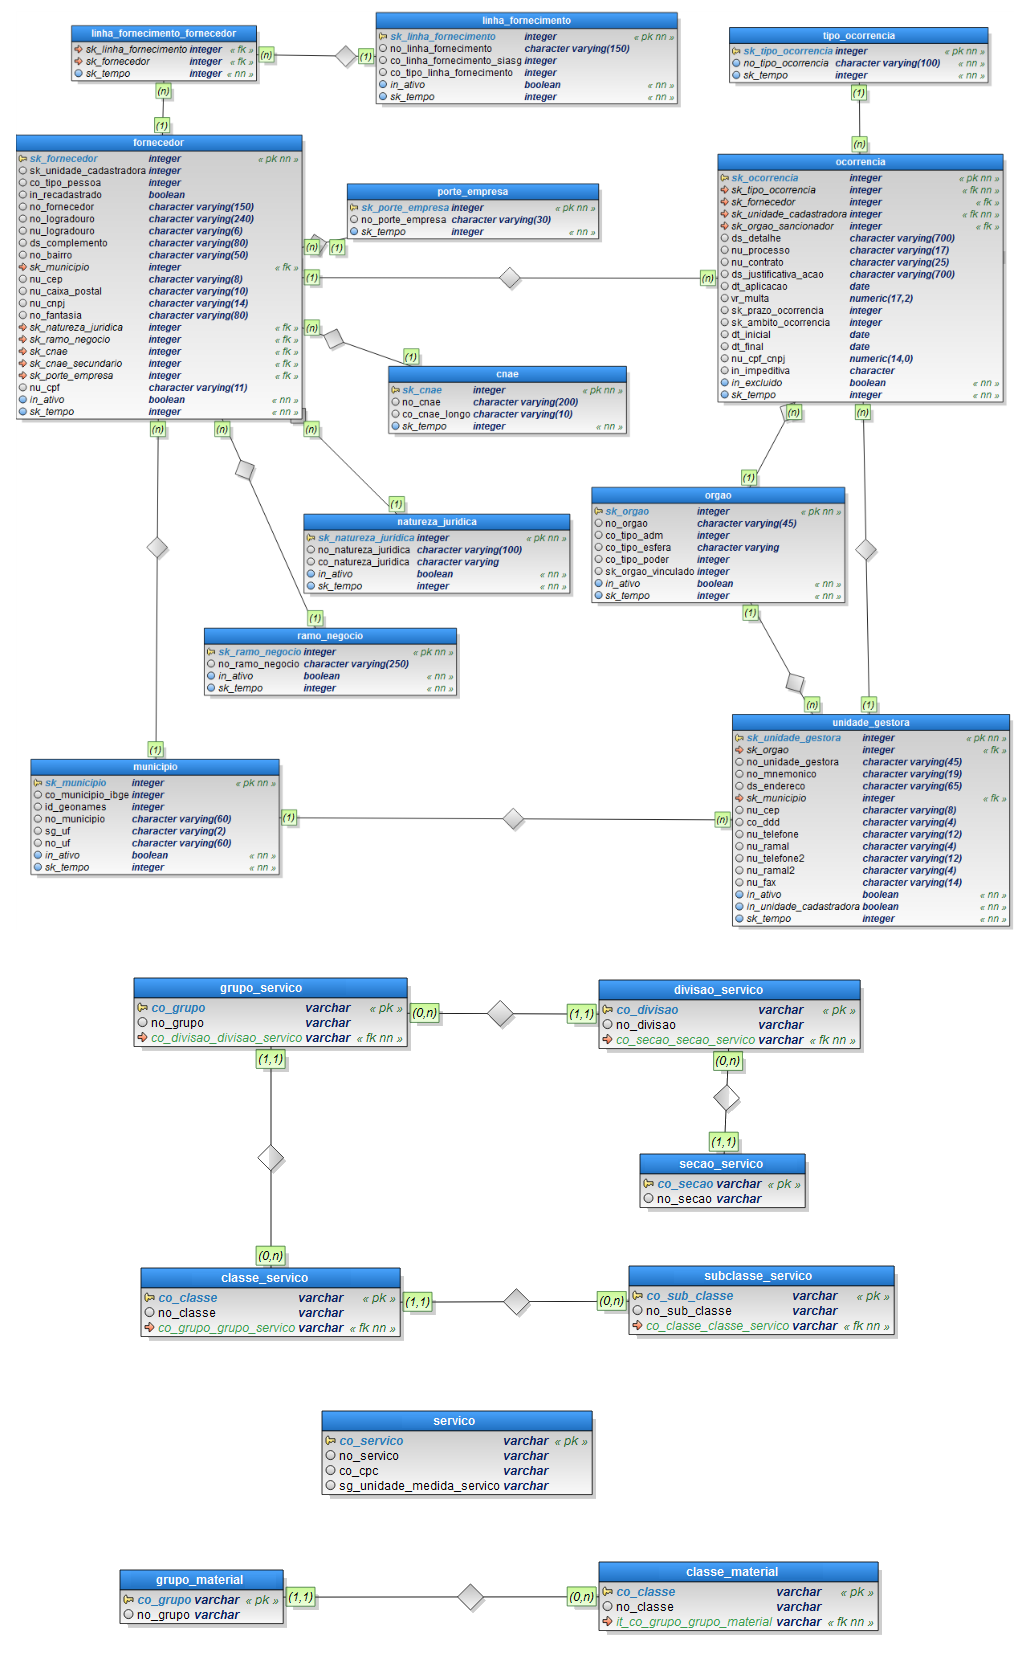 linha_fornecimento_fornecedor
sk_linha_fornecimento integer « fk »
sk_fornecedor integer « fk »
sk_tempo integer « nn »
(n)
(1)
linha_fornecimento
sk_linha_fornecimento integer « pk nn »
no_linha_fornecimento character varying(150)
co_linha_fornecimento_siasg integer
co_tipo_linha_fornecimento integer
in_ativo boolean « nn »
sk_tempo integer « nn »
tipo_ocorrencia
sk_tipo_ocorrencia integer « pk nn »
no_tipo_ocorrencia character varying(100) « nn »
sk_tempo integer « nn »
(n)
(1)
(1)
(n)
fornecedor
sk_fornecedor integer « pk nn »
sk_unidade_cadastradora integer
co_tipo_pessoa integer
in_recadastrado boolean
no_fornecedor character varying(150)
no_logradouro character varying(240)
nu_logradouro character varying(6)
ds_complemento character varying(80)
no_bairro character varying(50)
sk_municipio integer « fk »
nu_cep character varying(8)
nu_caixa_postal character varying(10)
nu_cnpj character varying(14)
no_fantasia character varying(80)
sk_natureza_juridica integer « fk »
sk_ramo_negocio integer « fk »
sk_cnae integer « fk »
sk_cnae_secundario integer « fk »
sk_porte_empresa integer « fk »
nu_cpf character varying(11)
in_ativo boolean « nn »
sk_tempo integer « nn »
porte_empresa
sk_porte_empresa integer « pk nn »
no_porte_empresa character varying(30)
sk_tempo integer « nn »
(n)
(1)
(1)
(n)
ocorrencia
sk_ocorrencia integer « pk nn »
sk_tipo_ocorrencia integer « fk nn »
sk_fornecedor integer « fk »
sk_unidade_cadastradora integer « fk nn »
sk_orgao_sancionador integer « fk »
ds_detalhe character varying(700)
nu_processo character varying(17)
nu_contrato character varying(25)
ds_justificativa_acao character varying(700)
dt_aplicacao date
vr_multa numeric(17,2)
sk_prazo_ocorrencia integer
sk_ambito_ocorrencia integer
dt_inicial date
dt_final date
nu_cpf_cnpj numeric(14,0)
in_impeditiva character
in_excluido boolean « nn »
sk_tempo integer « nn »
(n)
(1)
cnae
sk_cnae integer « pk nn »
no_cnae character varying(200)
co_cnae_longo character varying(10)
sk_tempo integer « nn »
(n)
(n)
(n)
(n)
(n)
(1)
(1)
natureza_juridica
sk_natureza_juridica integer « pk nn »
no_natureza_juridica character varying(100)
co_natureza_juridica character varying
in_ativo boolean « nn »
sk_tempo integer « nn »
orgao
sk_orgao integer « pk nn »
no_orgao character varying(45)
co_tipo_adm integer
co_tipo_esfera character varying
co_tipo_poder integer
sk_orgao_vinculado integer
in_ativo boolean « nn »
sk_tempo integer « nn »
(1)
(1)
ramo_negocio
sk_ramo_negocio integer « pk nn »
no_ramo_negocio character varying(250)
in_ativo boolean « nn »
sk_tempo integer « nn »
(n)
(1)
(1)
municipio
sk_municipio integer « pk nn »
co_municipio_ibge integer
id_geonames integer
no_municipio character varying(60)
sg_uf character varying(2)
no_uf character varying(60)
in_ativo boolean « nn »
sk_tempo integer « nn »
(1)
(n)
unidade_gestora
sk_unidade_gestora integer « pk nn »
sk_orgao integer « fk »
no_unidade_gestora character varying(45)
no_mnemonico character varying(19)
ds_endereco character varying(65)
sk_municipio integer « fk »
nu_cep character varying(8)
co_ddd character varying(4)
nu_telefone character varying(12)
nu_ramal character varying(4)
nu_telefone2 character varying(12)
nu_ramal2 character varying(4)
nu_fax character varying(14)
in_ativo boolean « nn »
in_unidade_cadastradora boolean « nn »
sk_tempo integer « nn »
grupo_servico
co_grupo varchar « pk »
no_grupo varchar
co_divisao_divisao_servico varchar « fk nn »
(0,n)
(1,1)
divisao_servico
co_divisao varchar « pk »
no_divisao varchar
co_secao_secao_servico varchar « fk nn »
(1,1)
(0,n)
(1,1)
secao_servico
co_secao varchar « pk »
no_secao varchar
(0,n)
classe_servico
co_classe varchar « pk »
no_classe varchar
co_grupo_grupo_servico varchar « fk nn »
(1,1)
(0,n)
subclasse_servico
co_sub_classe varchar « pk »
no_sub_classe varchar
co_classe_classe_servico varchar « fk nn »
servico
co_servico varchar « pk »
no_servico varchar
co_cpc varchar
sg_unidade_medida_servico varchar
grupo_material
co_grupo varchar « pk »
no_grupo varchar
(1,1)
(0,n)
classe_material
co_classe varchar « pk »
no_classe varchar
it_co_grupo_grupo_material varchar « fk nn »